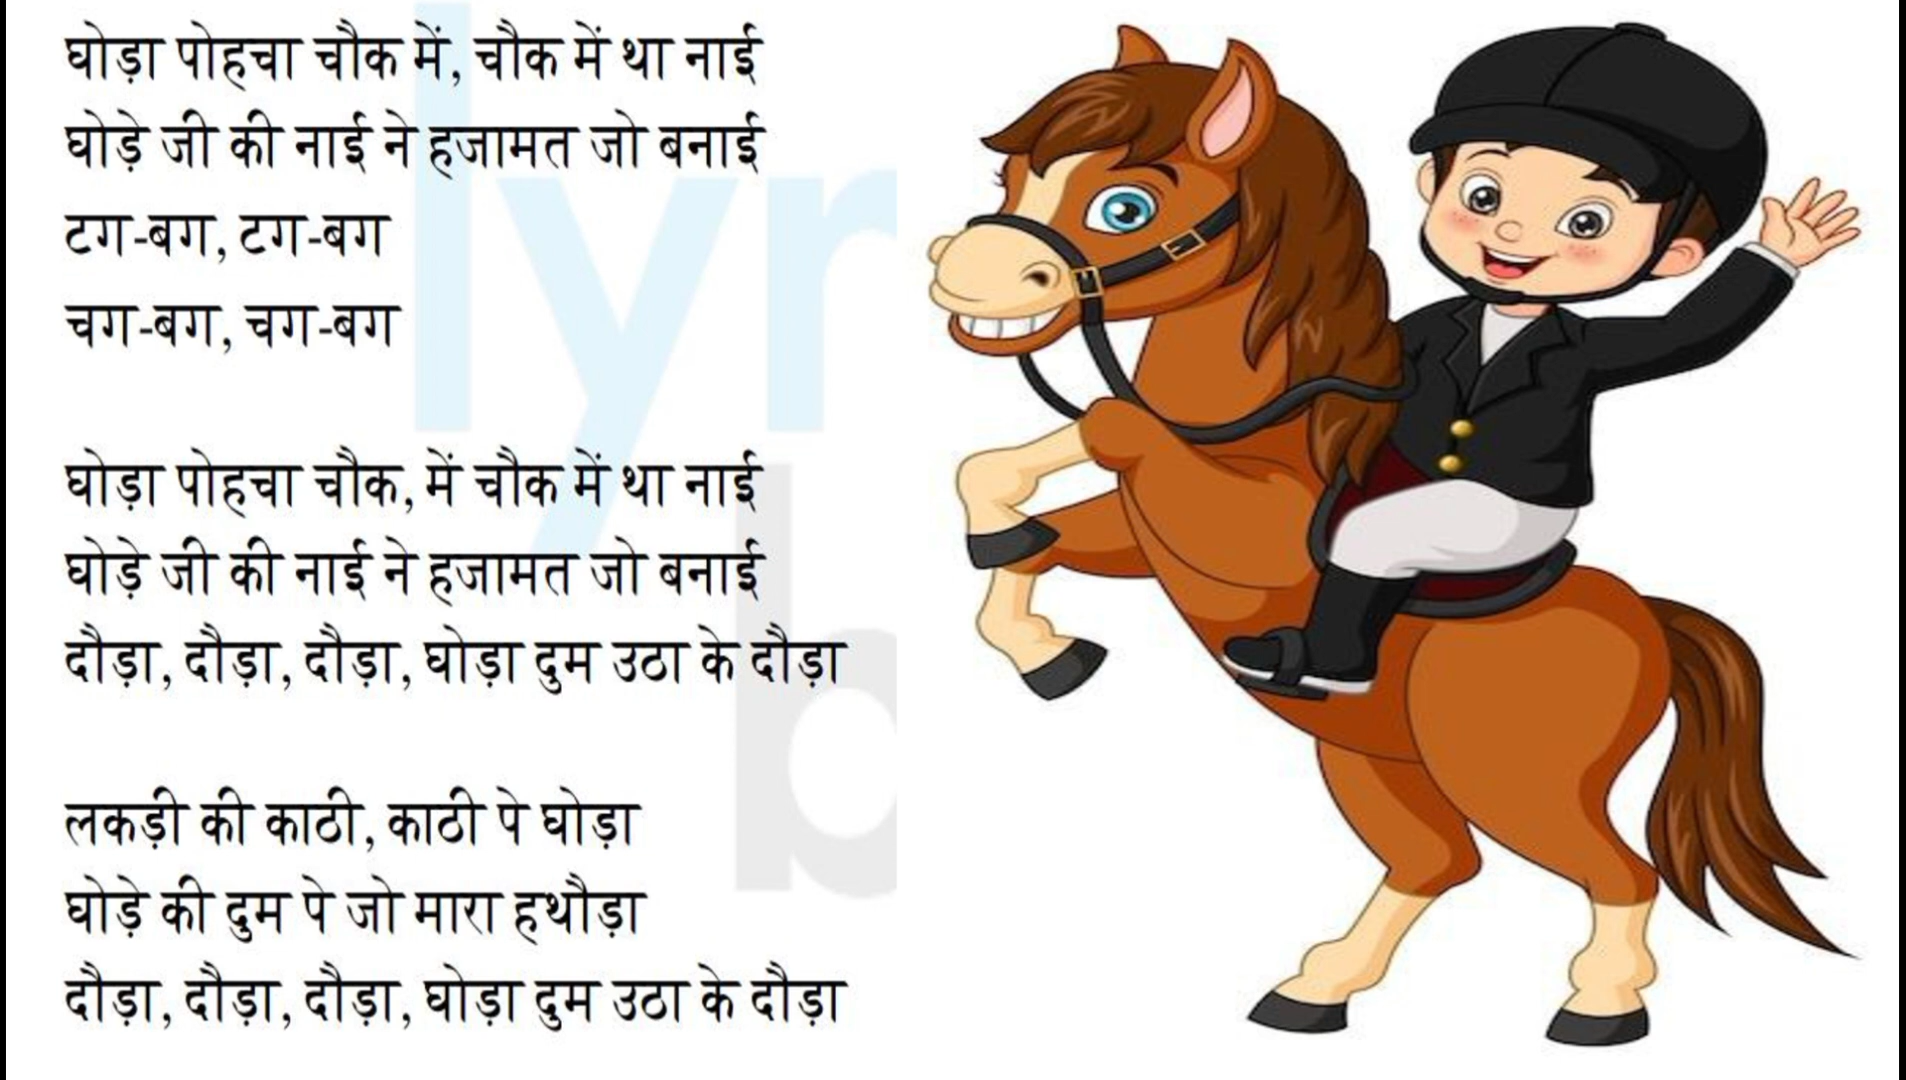 घोड़ा पोहचा चौक में, चौक में था नाई
घोड़े जी की नाई ने हजामत जो बनाई
टग-बग, टग-बग
चग-बग, चग-बग
घोड़ा पोहचा चौक, में चौक में था नाई
घोड़े जी की नाई ने हजामत जो बनाई
दौड़ा, दौड़ा, दौड़ा, घोड़ा दुम उठा के दौड़ा
लकड़ी की काठी, काठी पे घोड़ा
घोड़े की दुम पे जो मारा हथौड़ा
दौड़ा, दौड़ा, दौड़ा, घोड़ा दुम उठा के दौड़ा